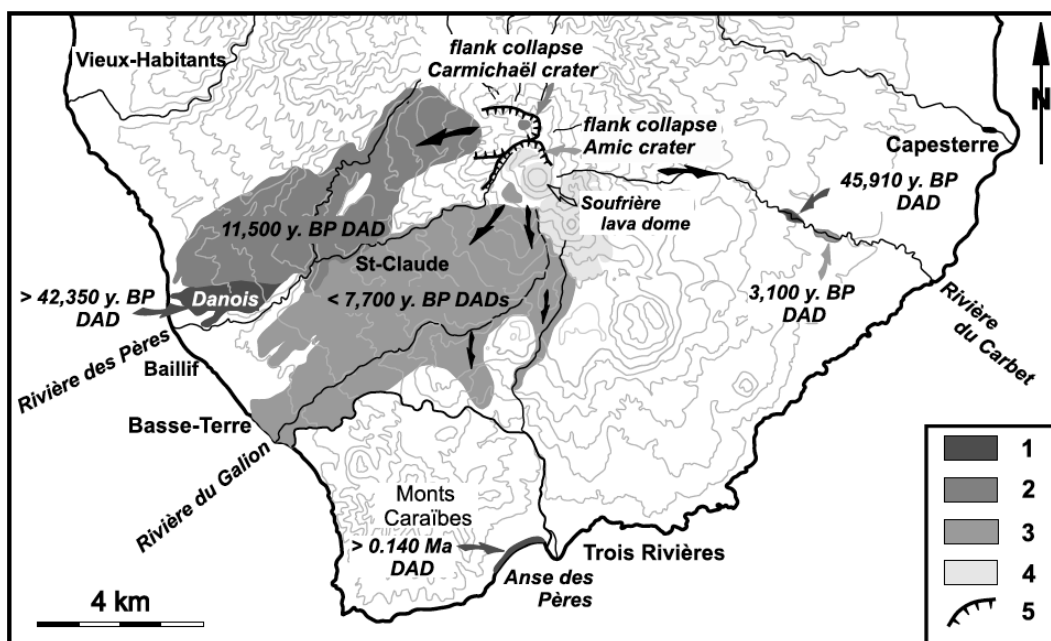 Vieux-Habitants
flank collapse
Carmichaël crater
N
flank collapse
Amic crater
Capesterre
45,910 y. BP
DAD
Soufrière
lava dome
11,500 y. BP DAD
St-Claude
> 42,350 y. BP
DAD
Danois
< 7,700 y. BP DADs
3,100 y. BP
DAD
Rivière
du Carbet
Rivière des Pères
Baillif
Basse-Terre
Rivière du Galion
Monts
Caraïbes
> 0.140 Ma
DAD
Trois Rivières
Anse des
Pères
4 km
1
2
3
4
5